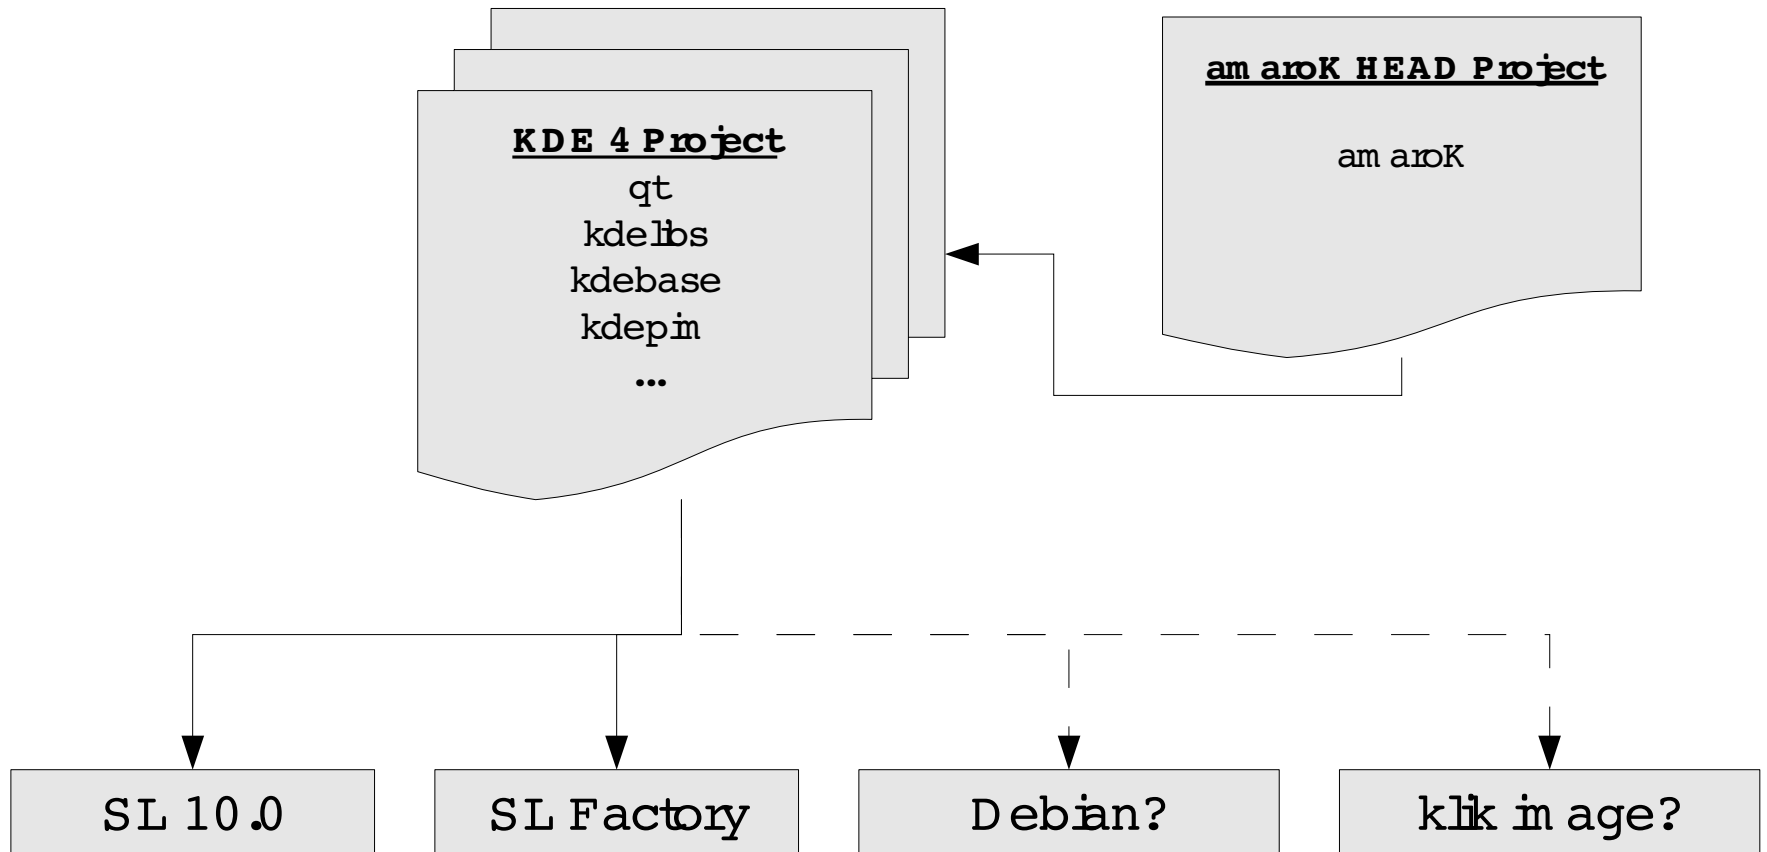 KDE 4 Project
qt
kdelibs
kdebase
kdepim
...
amaroK HEAD Project
amaroK
SL 10.0
SL Factory
Debian?
klik image?